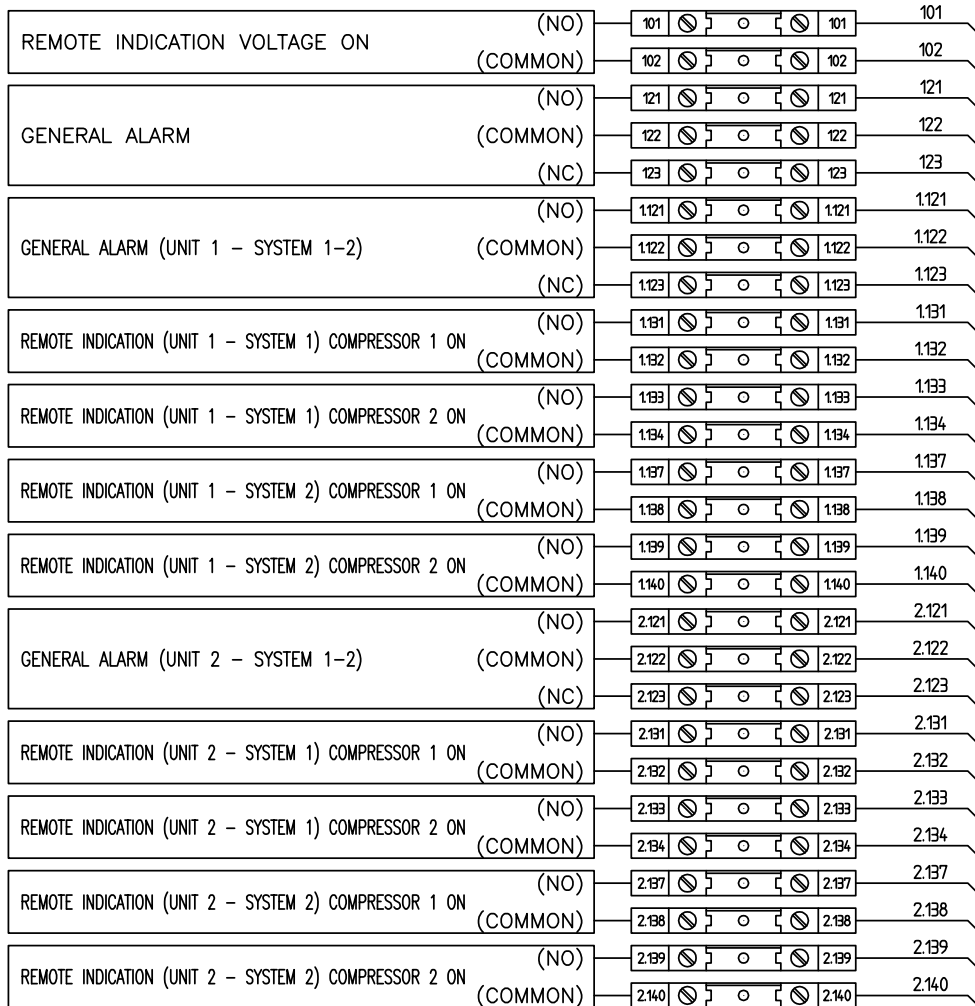 (NO) 101 101 101
REMOTE INDICATION VOLTAGE ON
(COMMON) 102 102 102
(NO) 121 121 121
GENERAL ALARM (COMMON) 122 122 122
(NC) 123 123 123
(NO) 1.121 1.121 1.121
GENERAL ALARM (UNIT 1 - SYSTEM 1-2) (COMMON) 1.122 1.122 1.122
(NC) 1.123 1.123 1.123
(NO) 1.131 1.131 1.131
REMOTE INDICATION (UNIT 1 - SYSTEM 1) COMPRESSOR 1 ON
(COMMON) 1.132 1.132 1.132
(NO) 1.133 1.133 1.133
REMOTE INDICATION (UNIT 1 - SYSTEM 1) COMPRESSOR 2 ON
(COMMON) 1.134 1.134 1.134
(NO) 1.137 1.137 1.137
REMOTE INDICATION (UNIT 1 - SYSTEM 2) COMPRESSOR 1 ON
(COMMON) 1.138 1.138 1.138
(NO) 1.139 1.139 1.139
REMOTE INDICATION (UNIT 1 - SYSTEM 2) COMPRESSOR 2 ON
(COMMON) 1.140 1.140 1.140
(NO) 2.121 2.121 2.121
GENERAL ALARM (UNIT 2 - SYSTEM 1-2) (COMMON) 2.122 2.122 2.122
(NC) 2.123 2.123 2.123
(NO) 2.131 2.131 2.131
REMOTE INDICATION (UNIT 2 - SYSTEM 1) COMPRESSOR 1 ON
(COMMON) 2.132 2.132 2.132
(NO) 2.133 2.133 2.133
REMOTE INDICATION (UNIT 2 - SYSTEM 1) COMPRESSOR 2 ON
(COMMON) 2.134 2.134 2.134
(NO) 2.137 2.137 2.137
REMOTE INDICATION (UNIT 2 - SYSTEM 2) COMPRESSOR 1 ON
(COMMON) 2.138 2.138 2.138
(NO) 2.139 2.139 2.139
REMOTE INDICATION (UNIT 2 - SYSTEM 2) COMPRESSOR 2 ON
(COMMON) 2.140 2.140 2.140